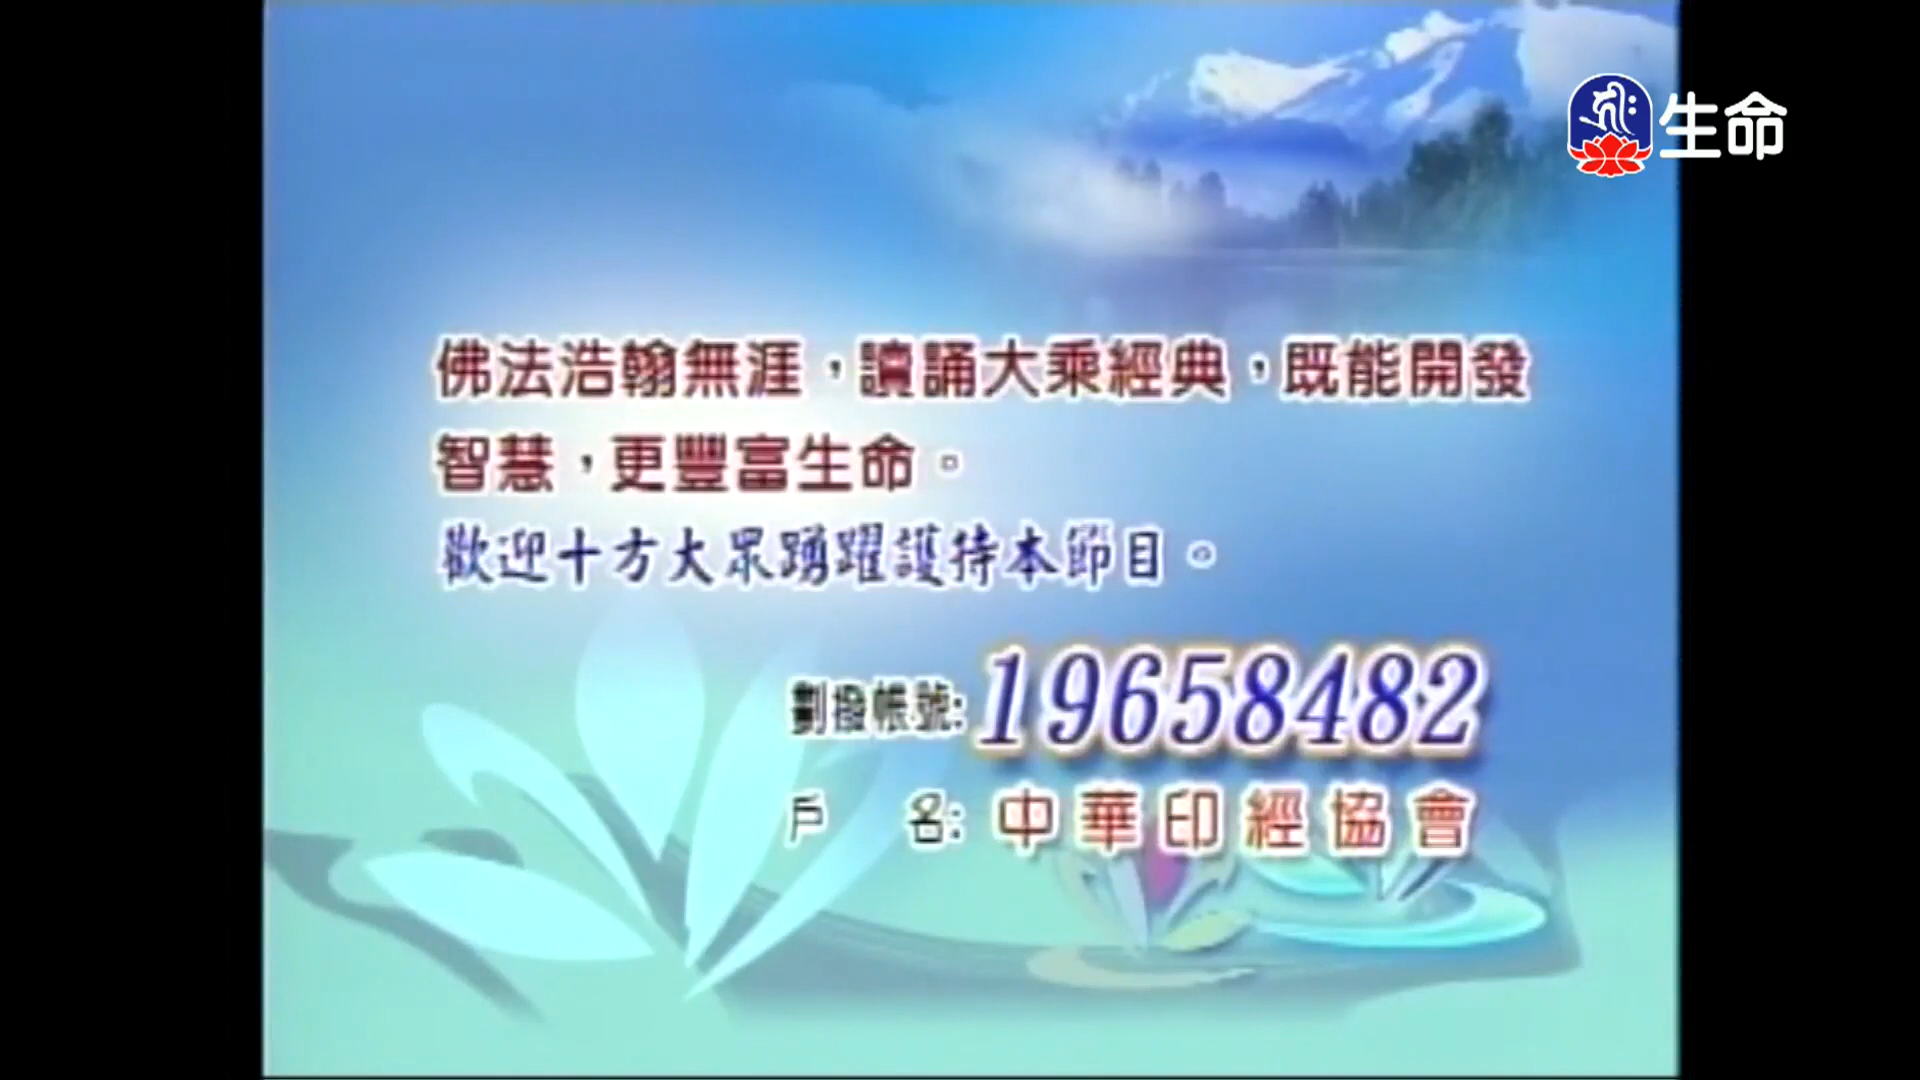 生命
佛法浩翰無涯，讀誦大乘經典，既能開發
智慧，更豐富生命。
歡迎十方大眾踴躍護持本節目。
劃撥帳號: 19658482
戶　名: 中華印經協會